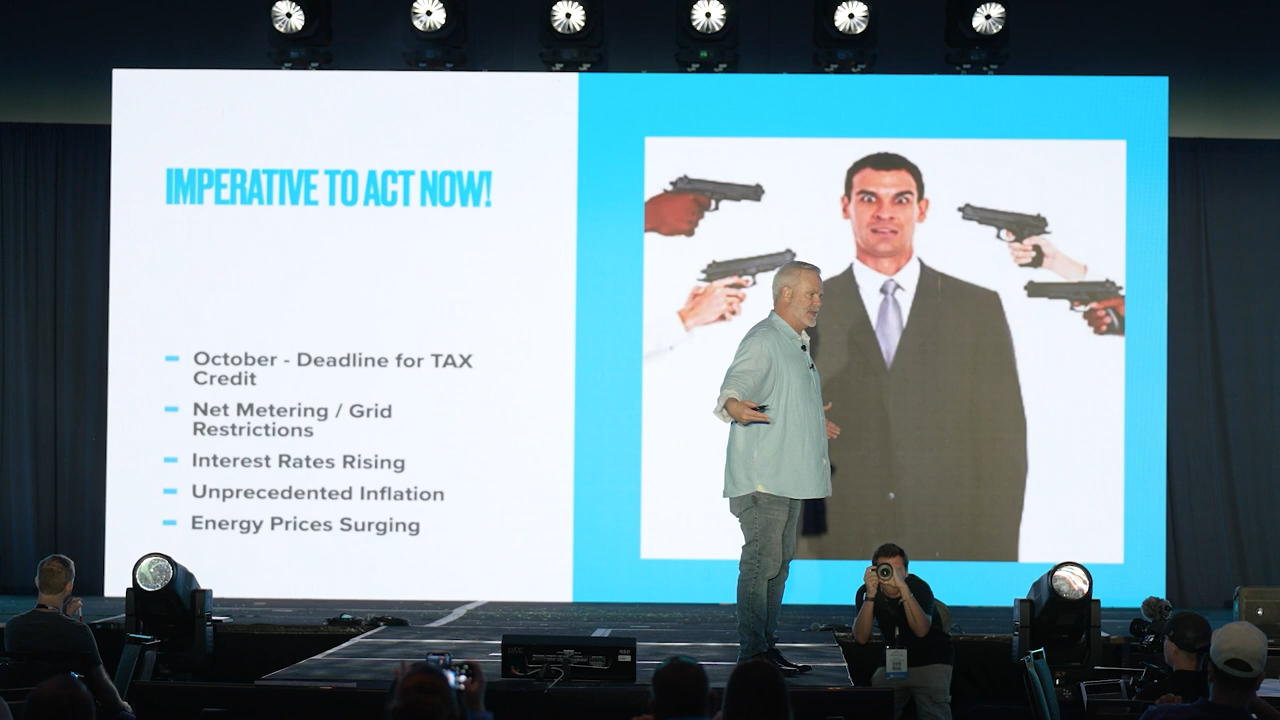 IMPERATIVE TO ACT NOW!
October - Deadline for TAX
Credit
Net Metering / Grid
Restrictions
Interest Rates Rising
Unprecedented Inflation
Energy Prices Surging